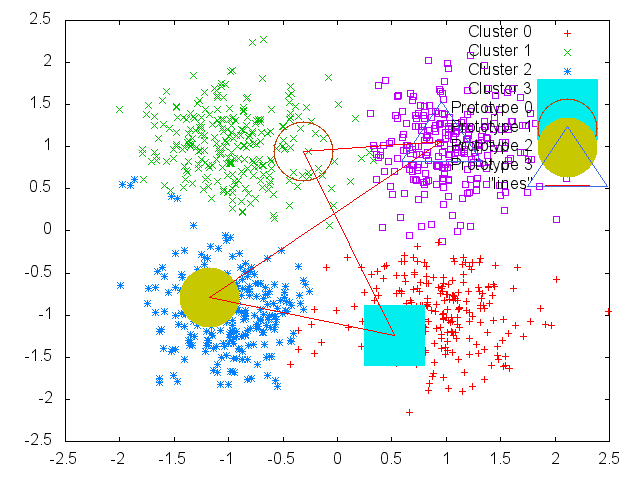 2.5
2
1.5
1
0.5
0
-0.5
-1
-1.5
-2
-2.5
-2.5 -2 -1.5 -1 -0.5 0 0.5 1 1.5 2 2.5
Cluster 0
Cluster 1
Cluster 2
Cluster 3
Prototype 0
Prototype
Prototype 2
Prototype 3
"lines"